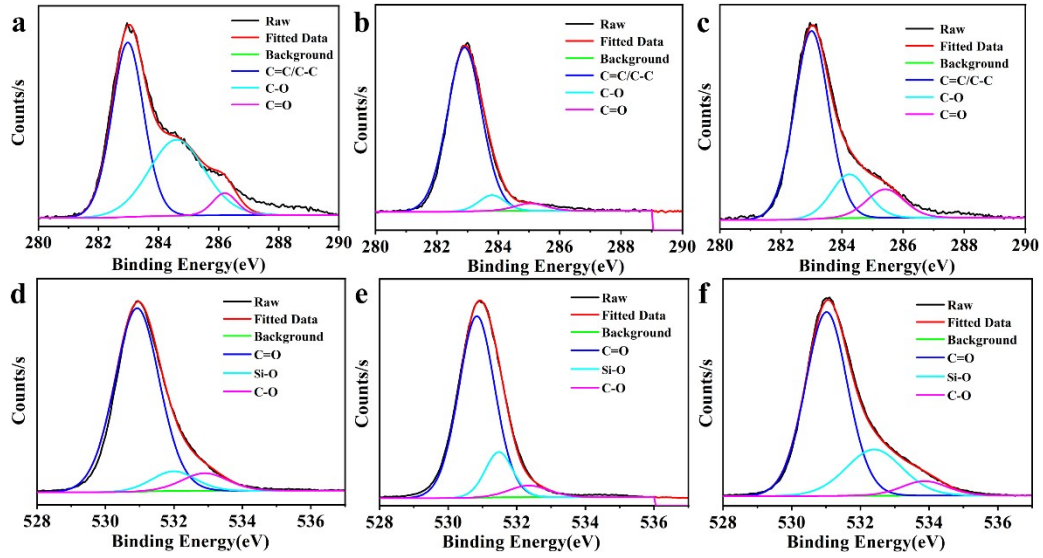 a
Raw
Fitted Data
Background
C=C/C-C
C-O
C=O
Counts/s
280 282 284 286 288 290
Binding Energy(eV)
b
Raw
Fitted Data
Background
C=C/C-C
C-O
C=O
Counts/s
280 282 284 286 288 290
Binding Energy(eV)
c
Raw
Fitted Data
Background
C=C/C-C
C-O
C=O
Counts/s
280 282 284 286 288 290
Binding Energy(eV)
d
Raw
Fitted Data
Background
C=O
Si-O
C-O
Counts/s
528 530 532 534 536
Binding Energy(eV)
e
Raw
Fitted Data
Background
C=O
Si-O
C-O
Counts/s
528 530 532 534 536
Binding Energy(eV)
f
Raw
Fitted Data
Background
C=O
Si-O
C-O
Counts/s
528 530 532 534 536
Binding Energy(eV)